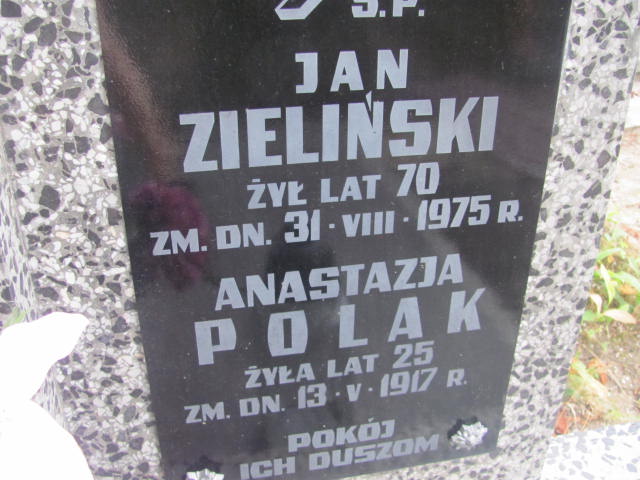 Ś.P.
JAN
ZIELIŃSKI
ŻYŁ LAT 70
ZM. DN. 31·VIII·1975 R.
ANASTAZJA
POLAK
ŻYŁA LAT 25
ZM. DN. 13·V·1917 R.
POKÓJ
ICH DUSZOM